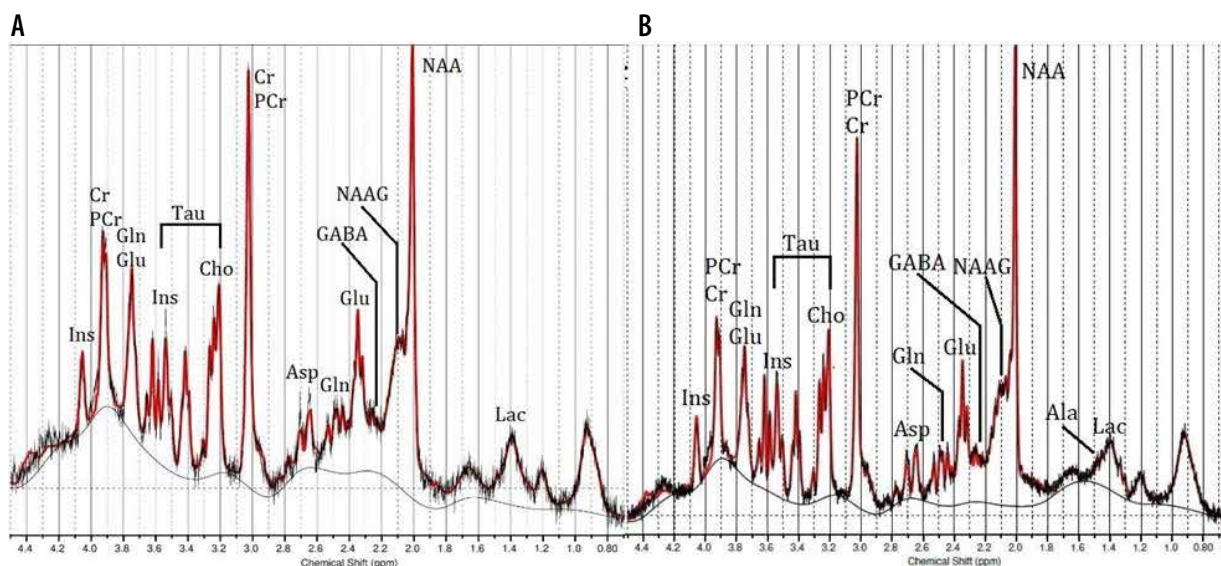 A
NAA
Cr
PCr
NAAG
Cr
PCr
Tau
GABA
Gln
Glu
Cho
Glu
Ins
Ins
Asp
Gln
Lac
4.4 4.0 3.8 3.6 3.4 3.2 3.0 2.8 2.6 2.4 2.2 2.0 1.8 1.6 1.4 1.2 1.0 0.80
Chemical Shift (ppm)
B
NAA
PCr
Cr
Tau
GABA
NAAG
PCr
Cr
Gln
Glu
Cho
Gln
Glu
Ins
Ins
Asp
Ala
Lac
4.4 4.2 4.0 3.8 3.6 3.4 3.2 3.0 2.8 2.6 2.4 2.2 2.0 1.8 1.6 1.4 1.2 1.0 0.80
Chemical Shift (ppm)